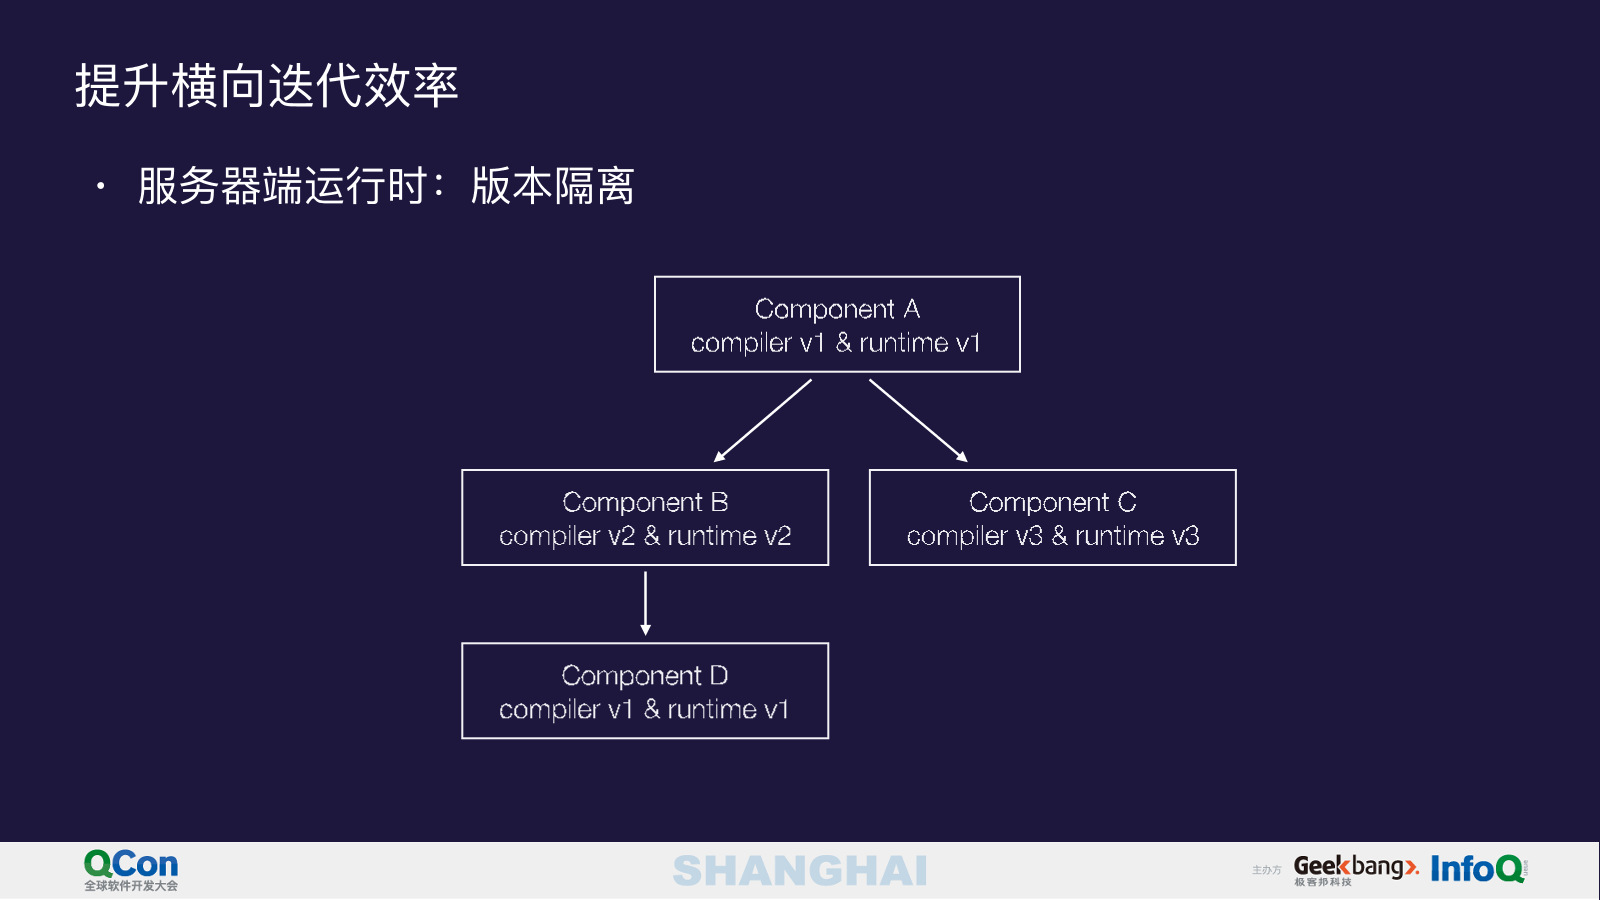 提升横向迭代效率
• 服务器端运行时：版本隔离
Component A
compiler v1 & runtime v1
Component B
compiler v2 & runtime v2
Component C
compiler v3 & runtime v3
Component D
compiler v1 & runtime v1
QCon
全球软件开发大会
SHANGHAI
主办方
Geekbang>.
极客邦科技
InfoQ